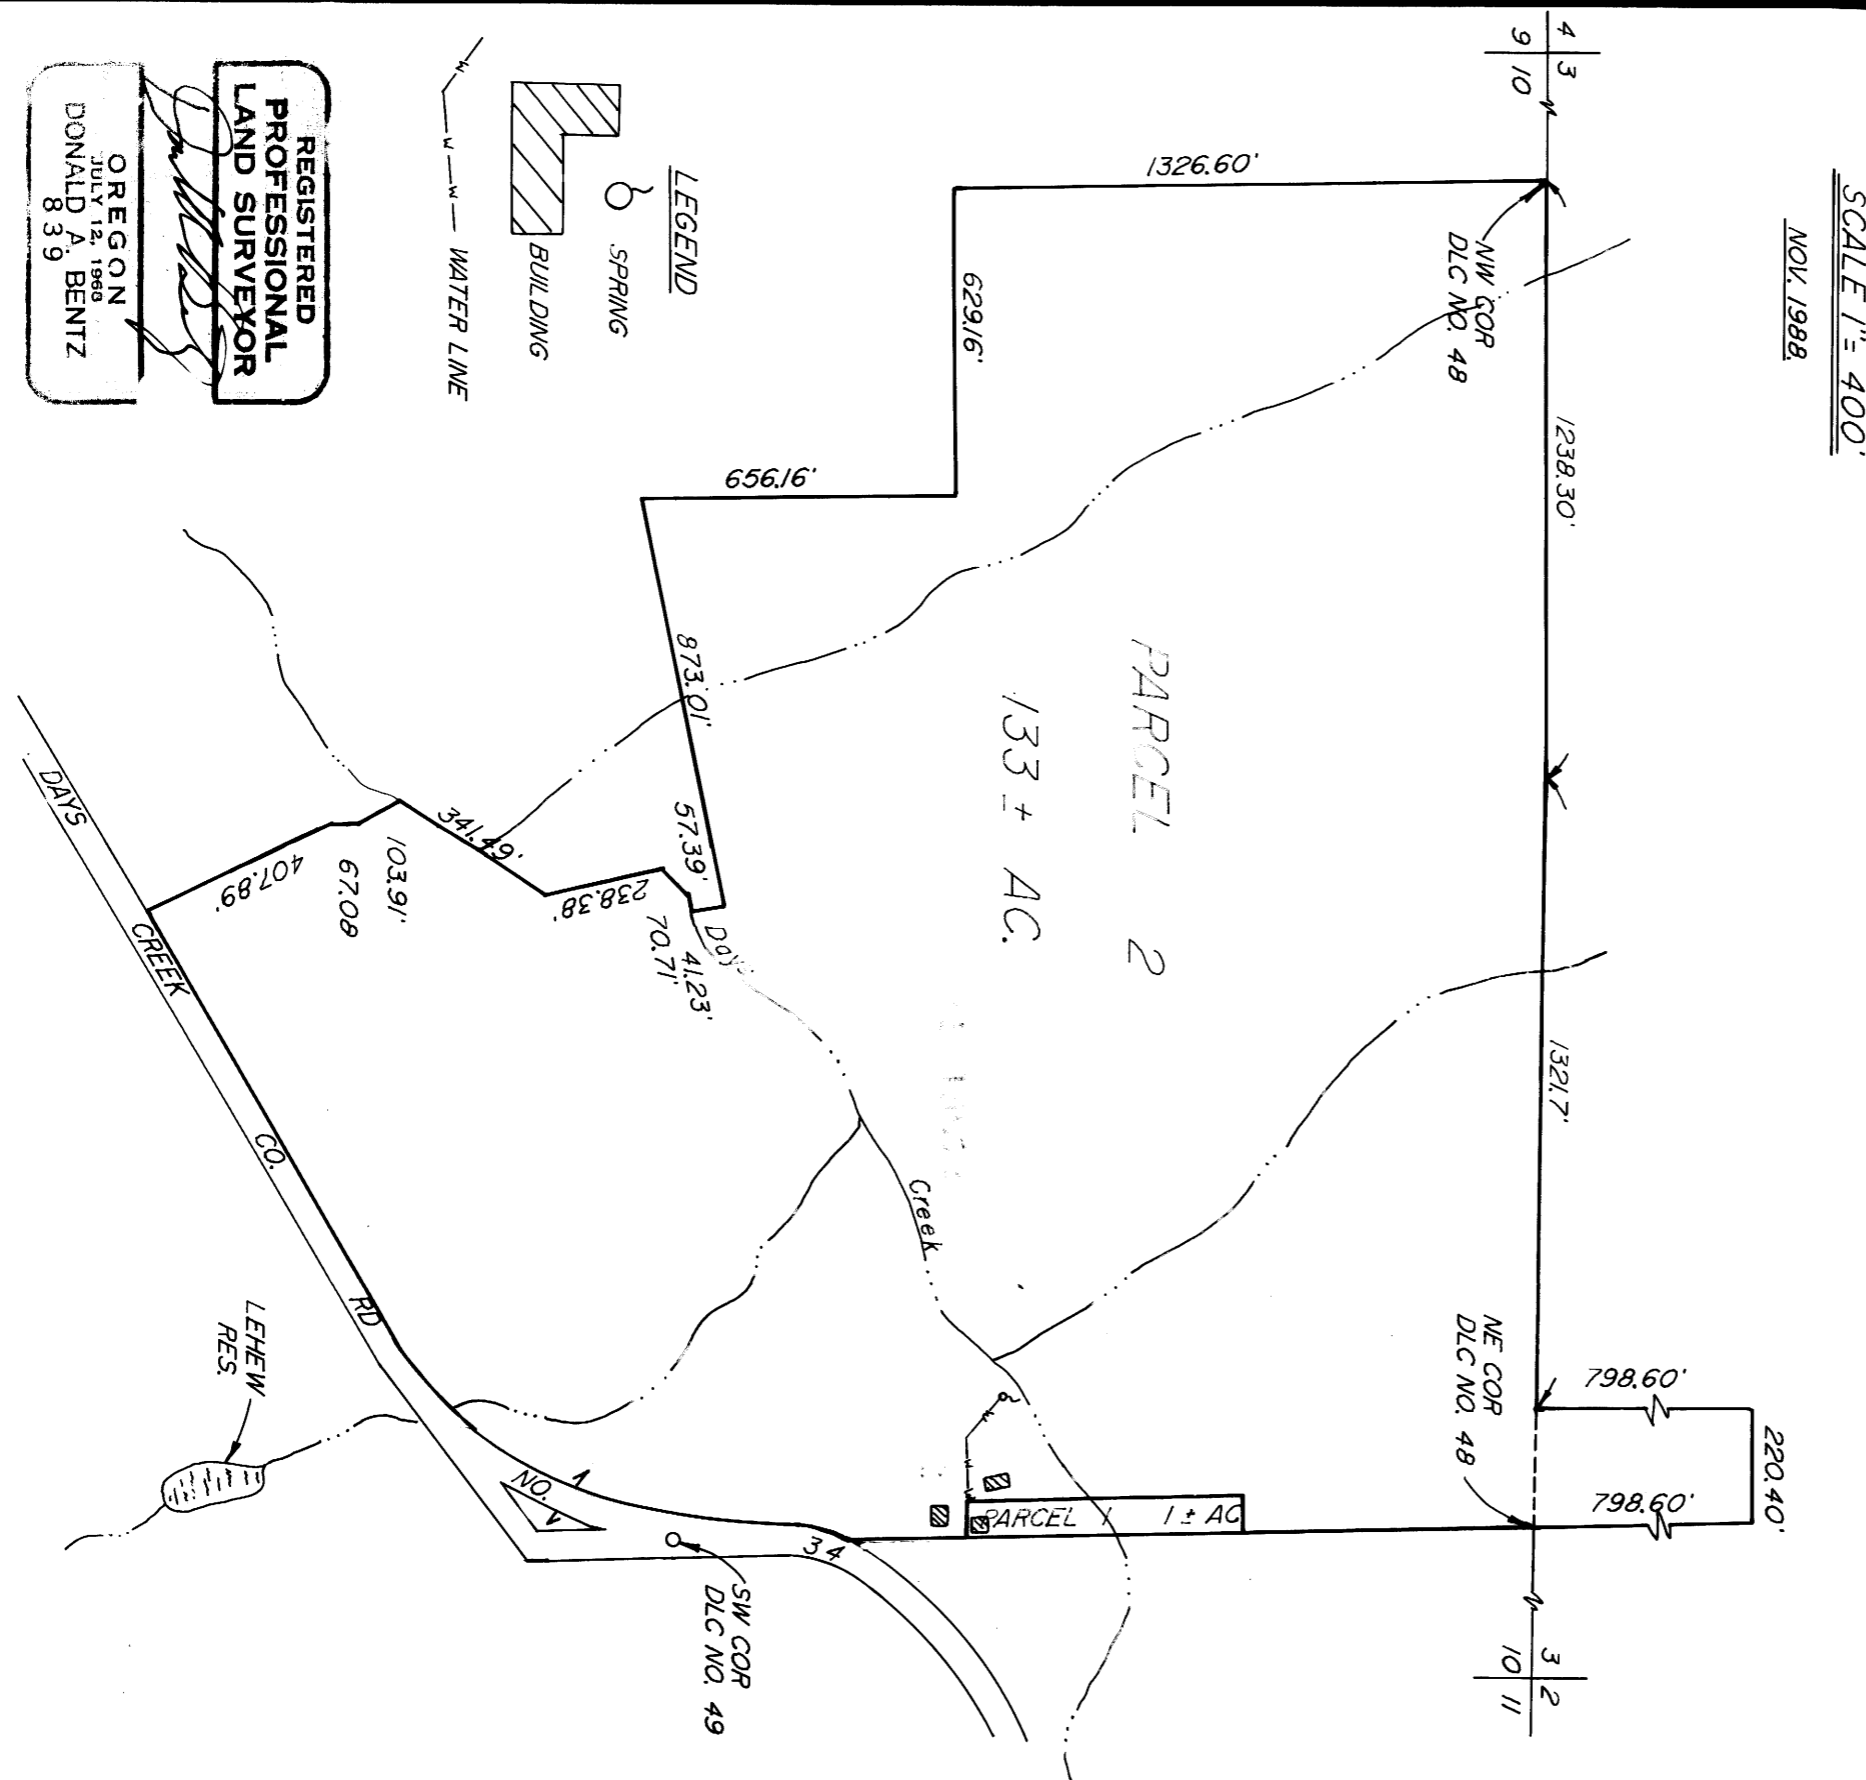 SCALE 1"= 400'
NOV. 1988.
4 3
9 10
3 2
10 11
1326.60'
NW COR
DLC NO. 48
1238.30'
1321.7'
NE COR
DLC NO. 48
798.60'
220.40'
798.60'
629.16'
656.16'
873.01'
57.39'
41.23'
70.71'
238.38'
341.49'
103.91'
67.08
407.89'
PARCEL 2
133 ± AC.
Days
Creek
PARCEL 1 1 ± AC
DAYS CREEK CO. RD NO. 1
34
SW COR
DLC NO. 49
LEHEW
RES.
LEGEND
SPRING
BUILDING
W W W WATER LINE
REGISTERED
PROFESSIONAL
LAND SURVEYOR
OREGON
JULY 12, 1968
DONALD A. BENTZ
839